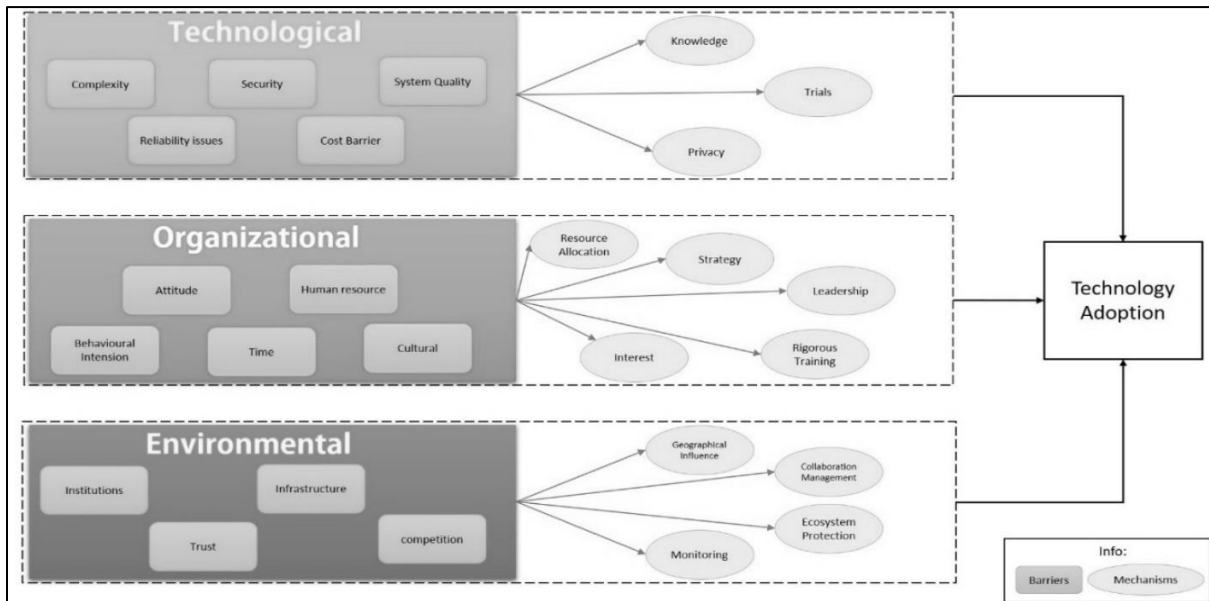 Technological
Complexity
Security
System Quality
Reliability issues
Cost Barrier
Knowledge
Trials
Privacy
Organizational
Attitude
Human resource
Behavioural
Intension
Time
Cultural
Resource
Allocation
Strategy
Leadership
Interest
Rigorous
Training
Environmental
Institutions
Infrastructure
Trust
competition
Geographical
Influence
Collaboration
Management
Ecosystem
Protection
Monitoring
Technology
Adoption
Info:
Barriers
Mechanisms